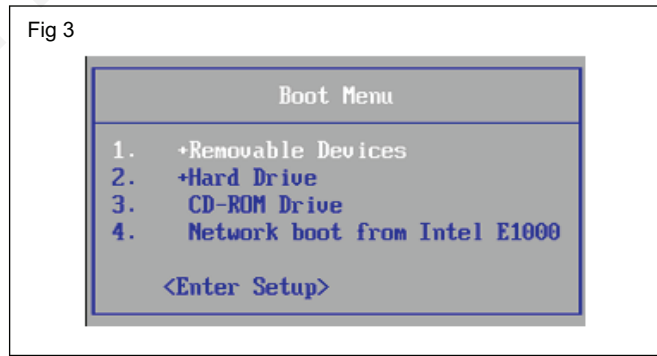 Fig 3
Boot Menu
1. +Removable Devices
2. +Hard Drive
3. CD-ROM Drive
4. Network boot from Intel E1000
<Enter Setup>